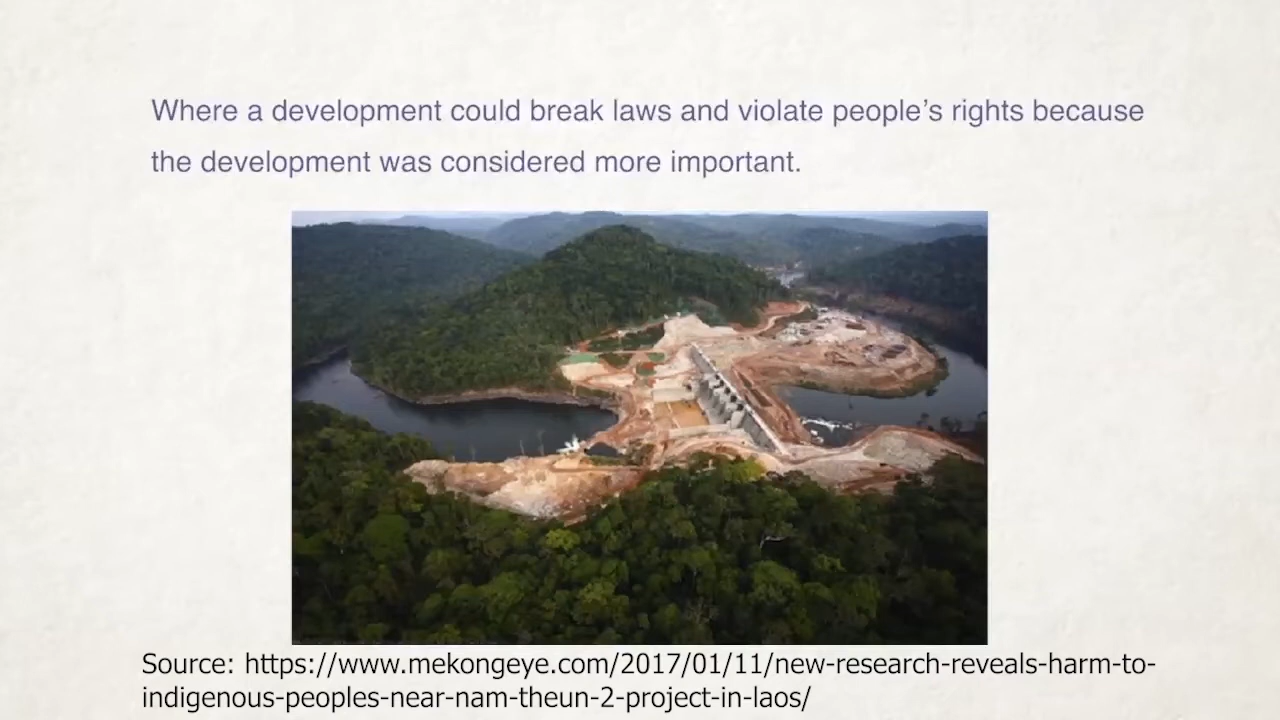 Where a development could break laws and violate people’s rights because
the development was considered more important.
Source: https://www.mekongeye.com/2017/01/11/new-research-reveals-harm-to-
indigenous-peoples-near-nam-theun-2-project-in-laos/